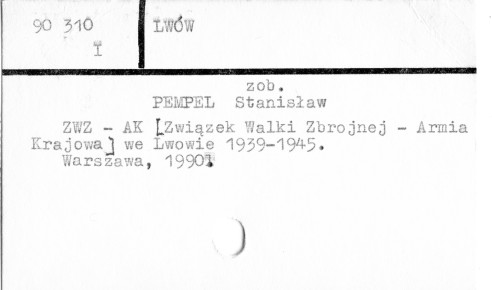 90 310 LWÓW
I
zob.
PEMPEL Stanisław
ZWZ - AK [Związek Walki Zbrojnej - Armia
Krajowa] we Lwowie 1939-1945.
Warszawa, 1990.